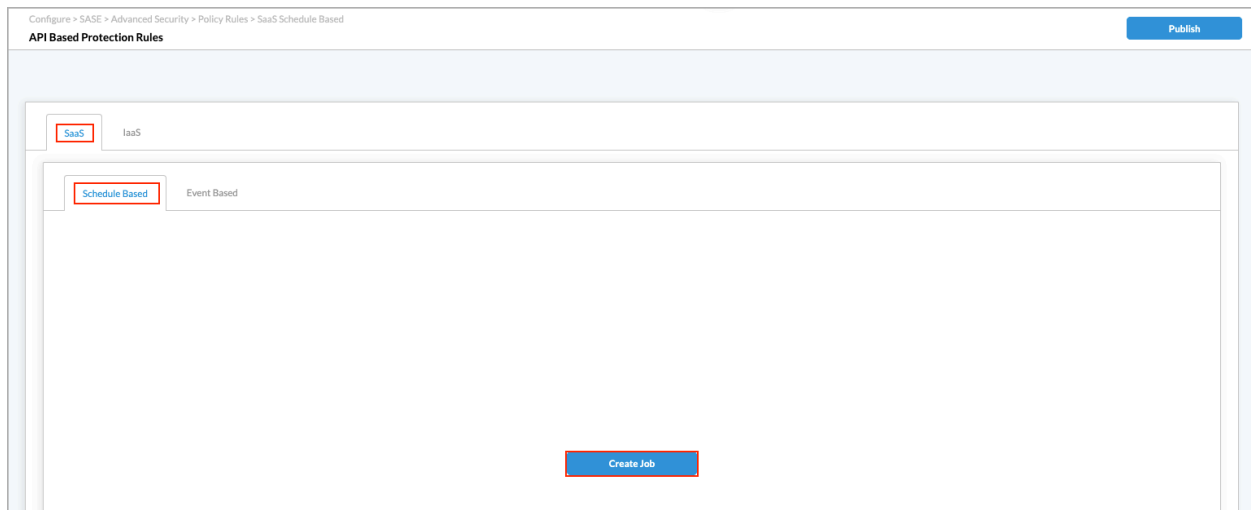 Configure > SASE > Advanced Security > Policy Rules > SaaS Schedule Based
API Based Protection Rules
Publish
SaaS IaaS
Schedule Based Event Based
Create Job